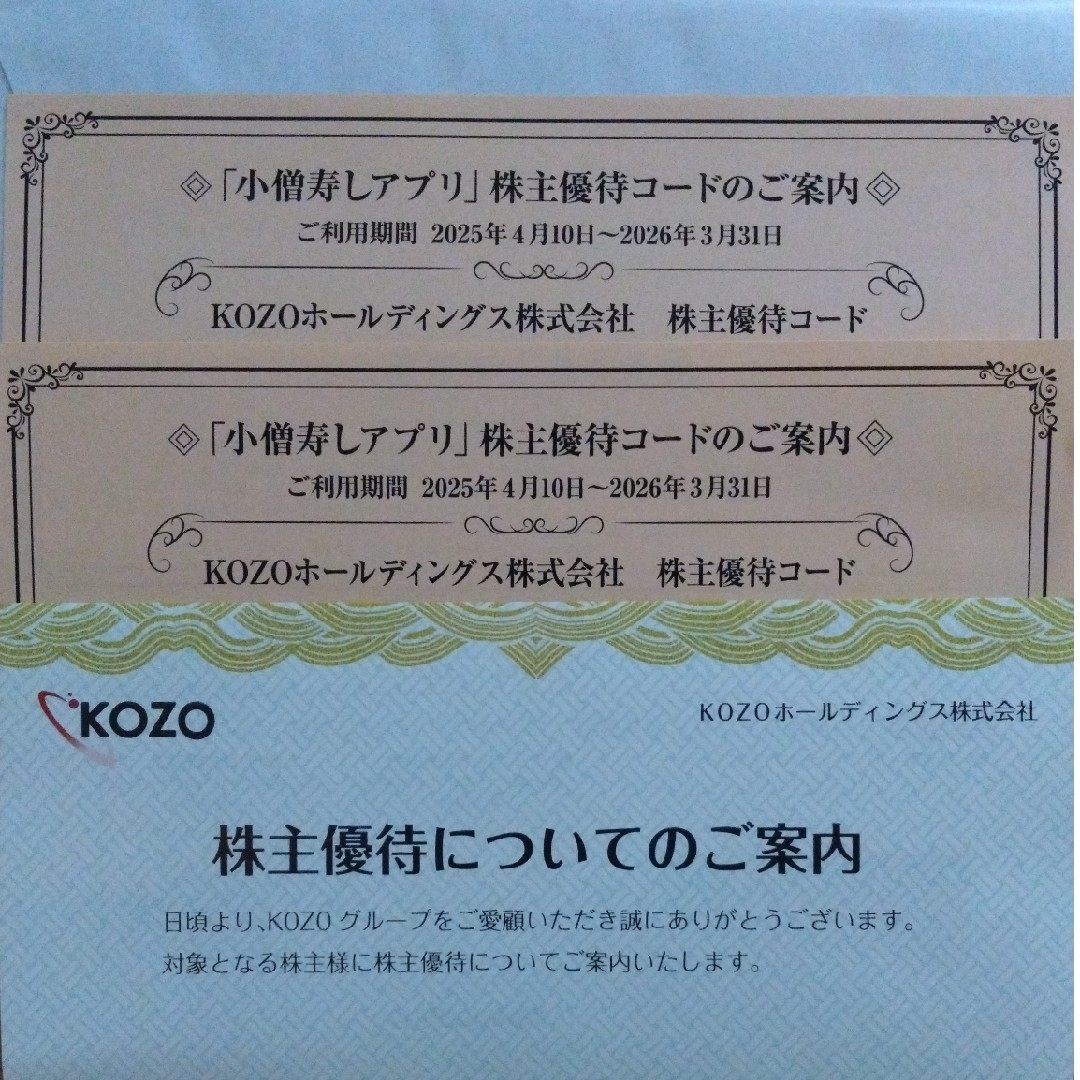 「小僧寿しアプリ」株主優待コードのご案内
ご利用期間 2025年4月10日～2026年3月31日
KOZOホールディングス株式会社　株主優待コード
「小僧寿しアプリ」株主優待コードのご案内
ご利用期間 2025年4月10日～2026年3月31日
KOZOホールディングス株式会社　株主優待コード
KOZO
KOZOホールディングス株式会社
株主優待についてのご案内
日頃より、KOZO グループをご愛顧いただき誠にありがとうございます。
対象となる株主様に株主優待についてご案内いたします。